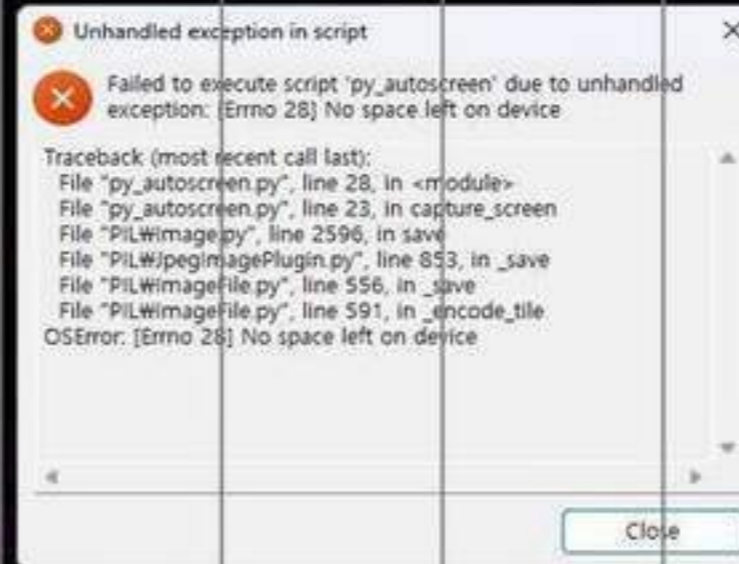 Unhandled exception in script
Failed to execute script 'py_autoscreen' due to unhandled
exception: [Errno 28] No space left on device
Traceback (most recent call last):
File "py_autoscreen.py", line 28, in <module>
File "py_autoscreen.py", line 23, in capture_screen
File "PIL₩Image.py", line 2596, in save
File "PIL₩JpegImagePlugin.py", line 853, in _save
File "PIL₩ImageFile.py", line 556, in _save
File "PIL₩ImageFile.py", line 591, in _encode_tile
OSError: [Errno 28] No space left on device
Close